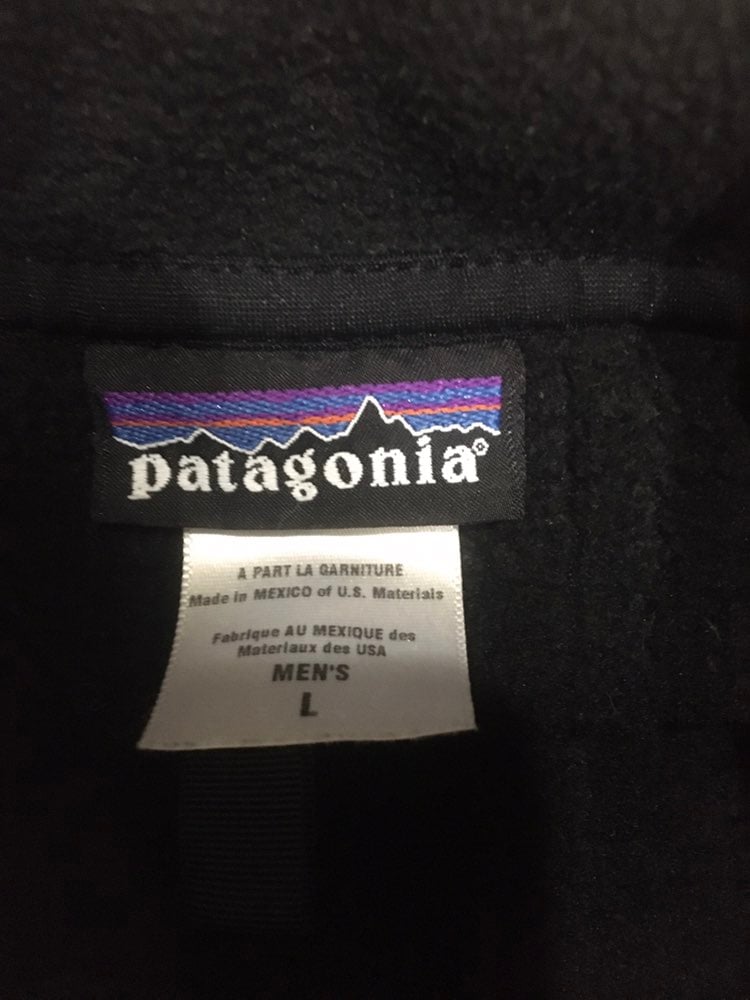 patagonia®
A PART LA GARNITURE
Made in MEXICO of U.S. Materials
Fabrique AU MEXIQUE des
Materiaux des USA
MEN'S
L